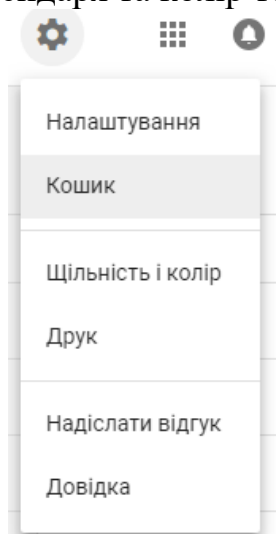 Налаштування
Кошик
Щільність і колір
Друк
Надіслати відгук
Довідка